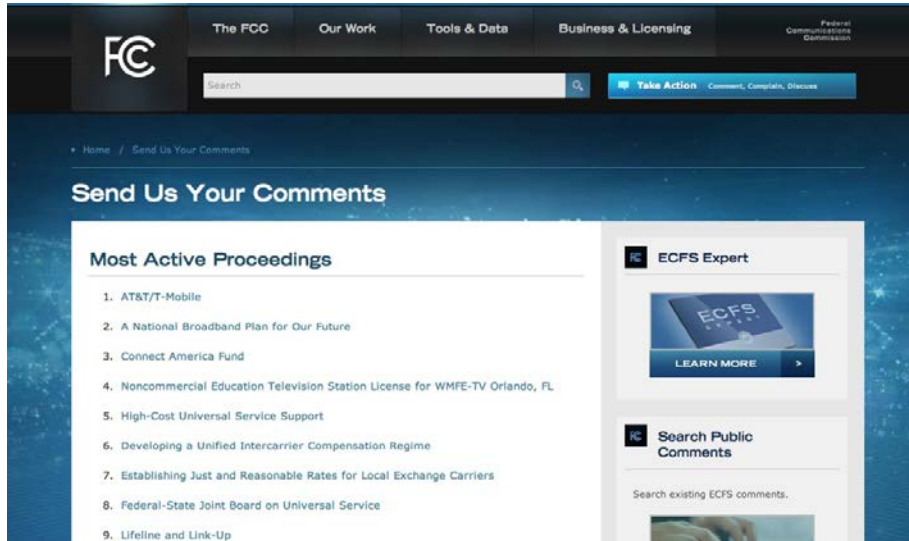 FCC
The FCC
Our Work
Tools & Data
Business & Licensing
Federal
Communications
Commission
Search
Take Action Comment, Complain, Discuss
Home / Send Us Your Comments
Send Us Your Comments
Most Active Proceedings
1. AT&T/T-Mobile
2. A National Broadband Plan for Our Future
3. Connect America Fund
4. Noncommercial Education Television Station License for WMFE-TV Orlando, FL
5. High-Cost Universal Service Support
6. Developing a Unified Intercarrier Compensation Regime
7. Establishing Just and Reasonable Rates for Local Exchange Carriers
8. Federal-State Joint Board on Universal Service
9. Lifeline and Link-Up
FCC
ECFS Expert
ECFS
EXPERT
LEARN MORE >
FCC
Search Public
Comments
Search existing ECFS comments.